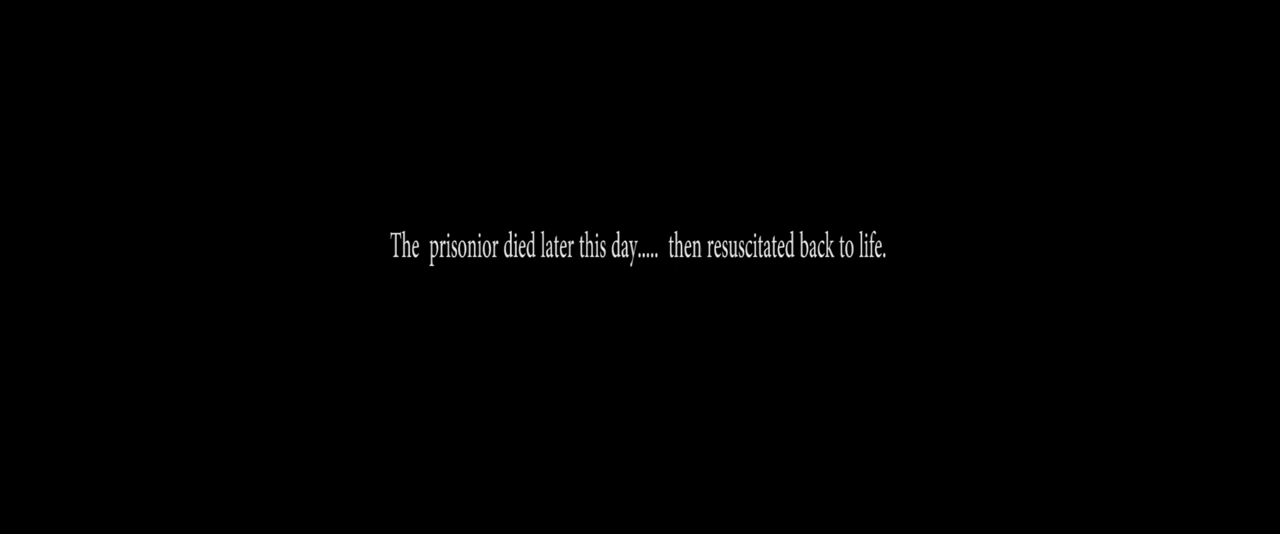 The  prisonior died later this day.....  then resuscitated back to life.